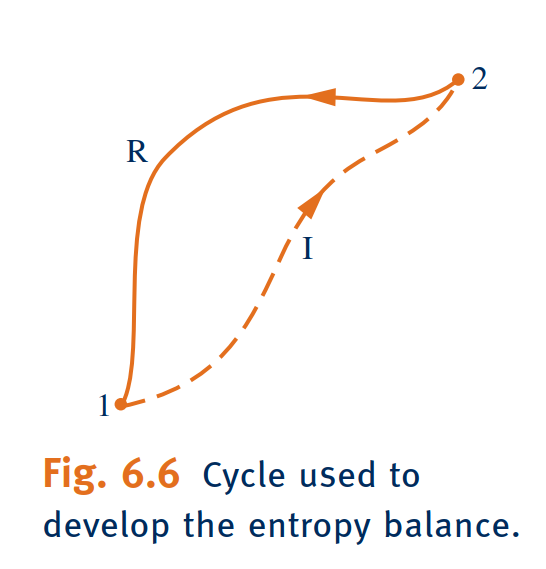 2
R
I
1
Fig. 6.6 Cycle used to
develop the entropy balance.